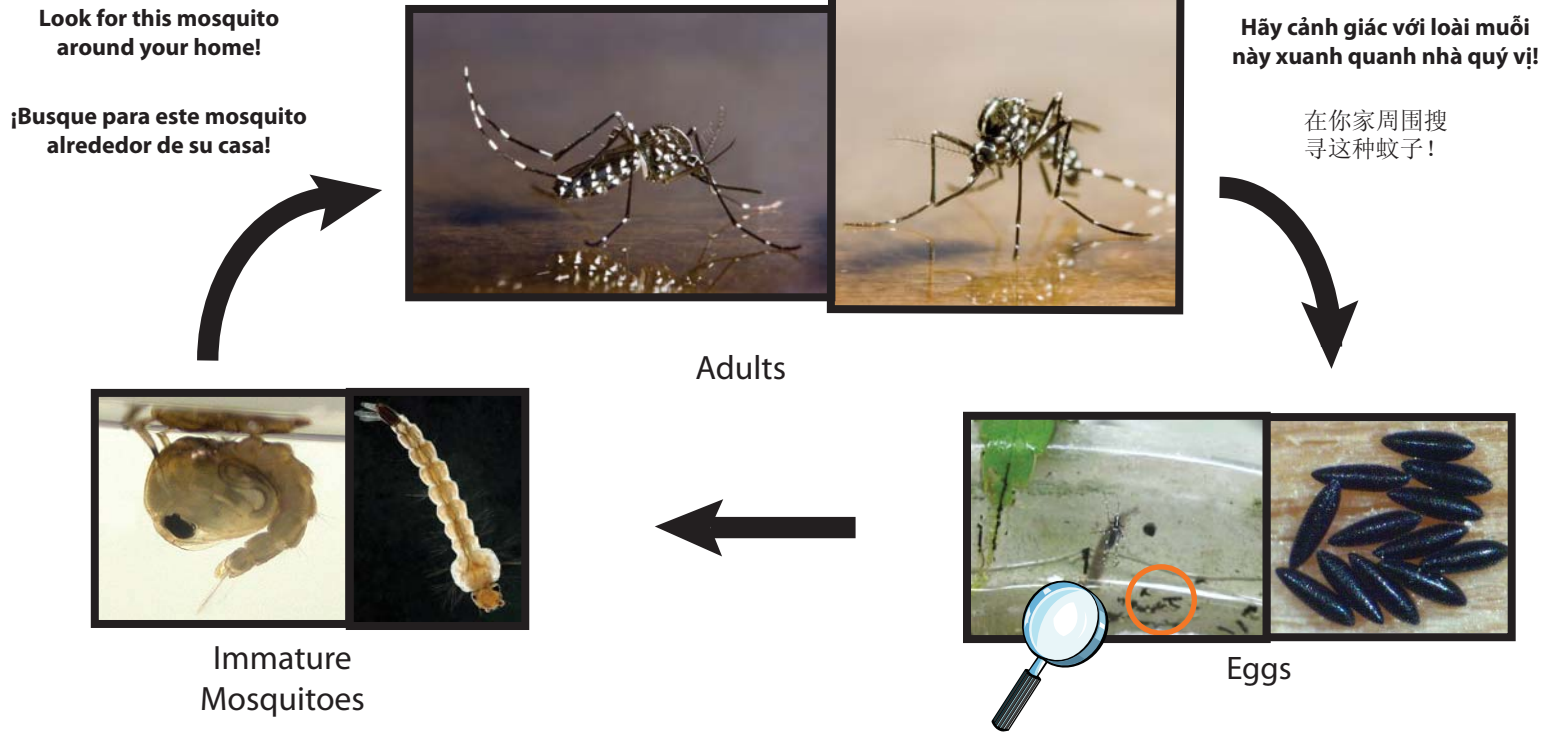 Look for this mosquito
around your home!
¡Busque para este mosquito
alrededor de su casa!
Hãy cảnh giác với loài muỗi
này xuanh quanh nhà quý vị!
在你家周围搜
寻这种蚊子!
Adults
Immature
Mosquitoes
Eggs